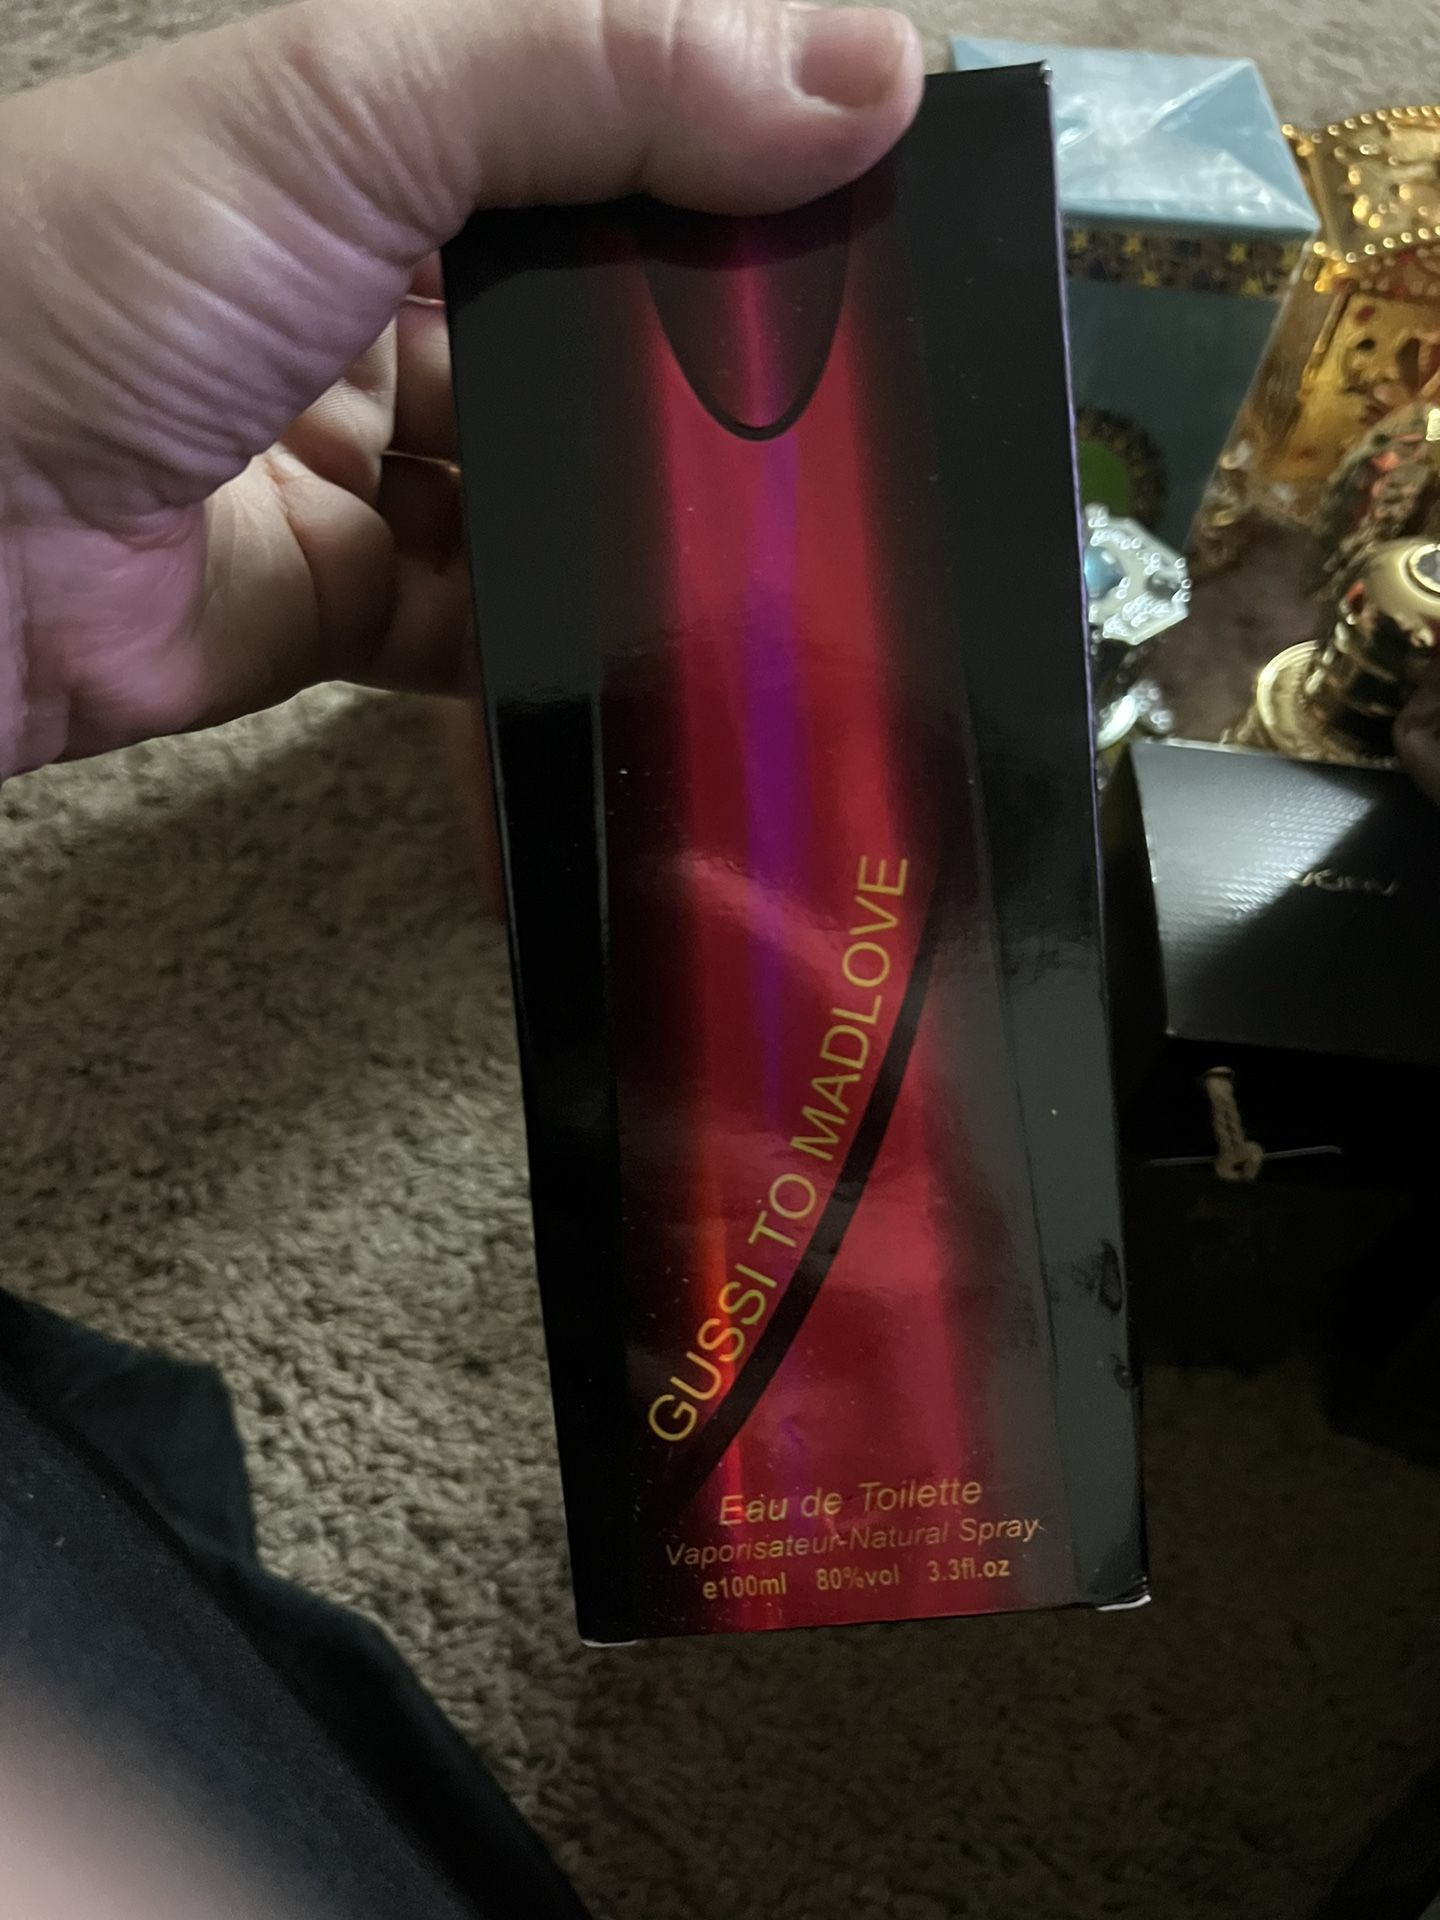 GUSSI TO MADLOVE
Eau de Toilette
Vaporisateur-Natural Spray
e100ml 80%vol 3.3fl.oz